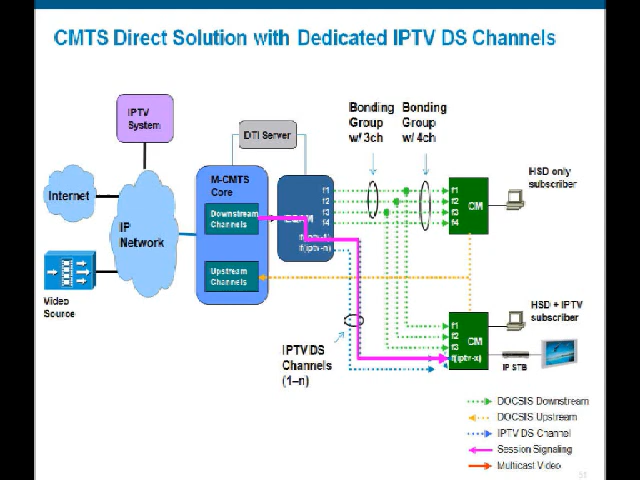 CMTS Direct Solution with Dedicated IPTV DS Channels
IPTV
System
DTI Server
Bonding
Group
w/ 3ch
Bonding
Group
w/ 4ch
Internet
IP
Network
Video
Source
M-CMTS
Core
Downstream
Channels
Upstream
Channels
f1
f2
f3
f4
f(iptv-n)
f1
f2
f3
f4
CM
HSD only
subscriber
f1
f2
f3
f(iptv-x)
CM
HSD + IPTV
subscriber
IP STB
IPTV DS
Channels
(1–n)
DOCSIS Downstream
DOCSIS Upstream
IPTV DS Channel
Session Signaling
Multicast Video